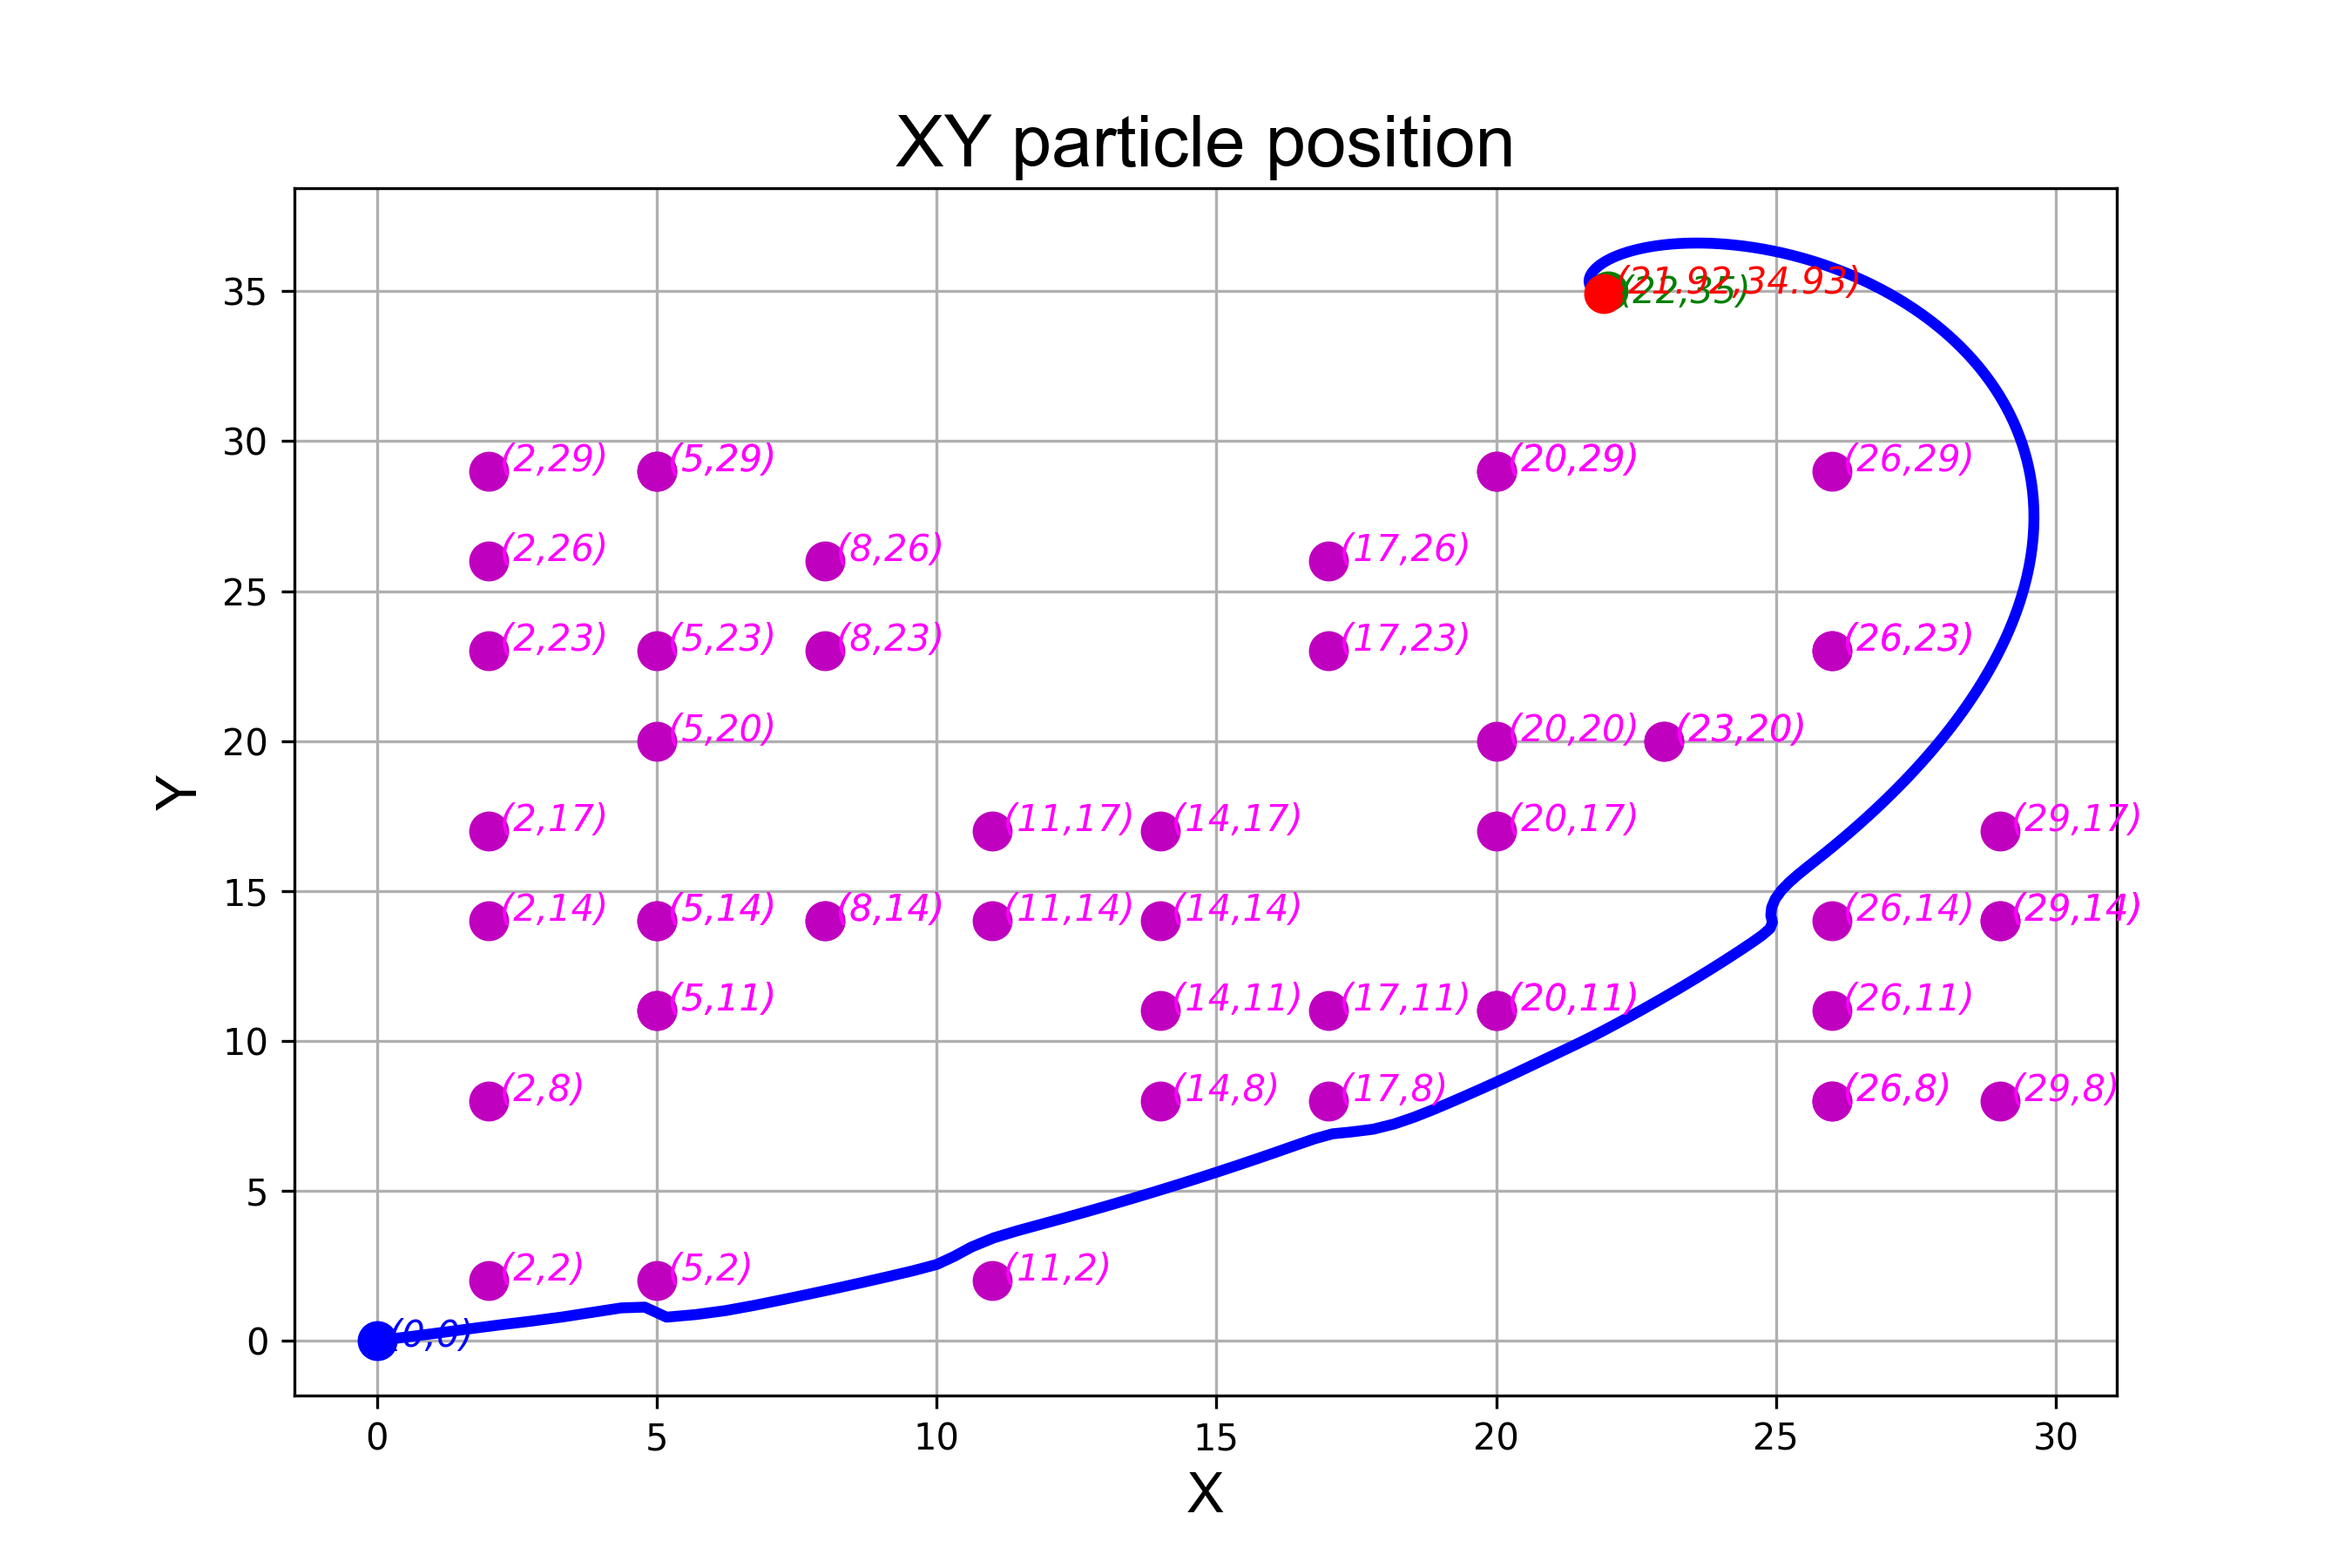 XY particle position
35
(21.92,34.93)
(22,35)
30
(2,29) (5,29) (20,29) (26,29)
(2,26) (8,26) (17,26)
25
(2,23) (5,23) (8,23) (17,23) (26,23)
20
(5,20) (20,20) (23,20)
Y
(2,17) (11,17) (14,17) (20,17) (29,17)
15
(2,14) (5,14) (8,14) (11,14) (14,14) (26,14) (29,14)
(5,11) (14,11) (17,11) (20,11) (26,11)
10
(2,8) (14,8) (17,8) (26,8) (29,8)
5
(2,2) (5,2) (11,2)
0
(0,0)
0 5 10 15 20 25 30
X